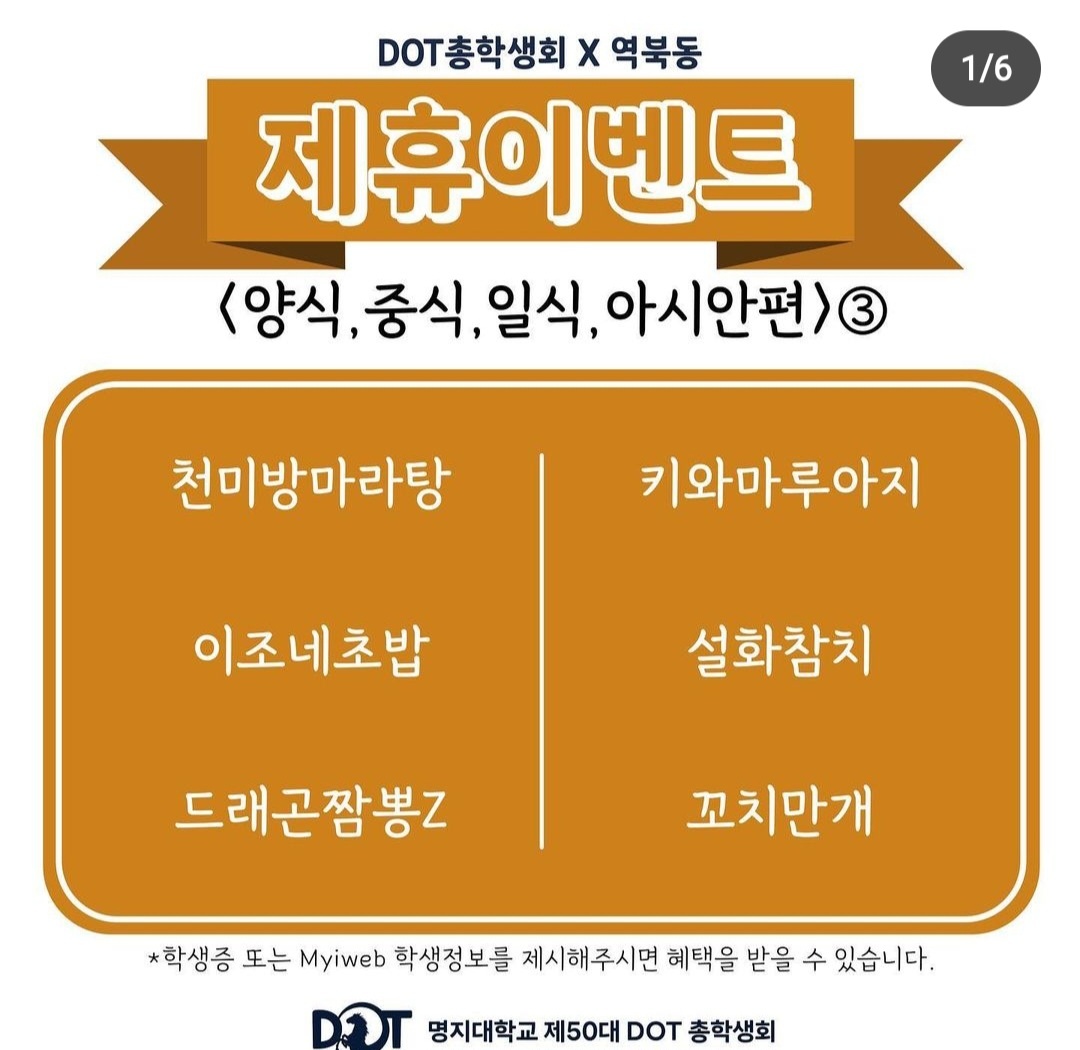 DOT총학생회 X 역북동
1/6
제휴이벤트
<양식,중식,일식,아시안편>③
천미방마라탕
키와마루아지
이조네초밥
설화참치
드래곤짬뽕Z
꼬치만개
*학생증 또는 Myiweb 학생정보를 제시해주시면 혜택을 받을 수 있습니다.
DOT 명지대학교 제50대 DOT 총학생회